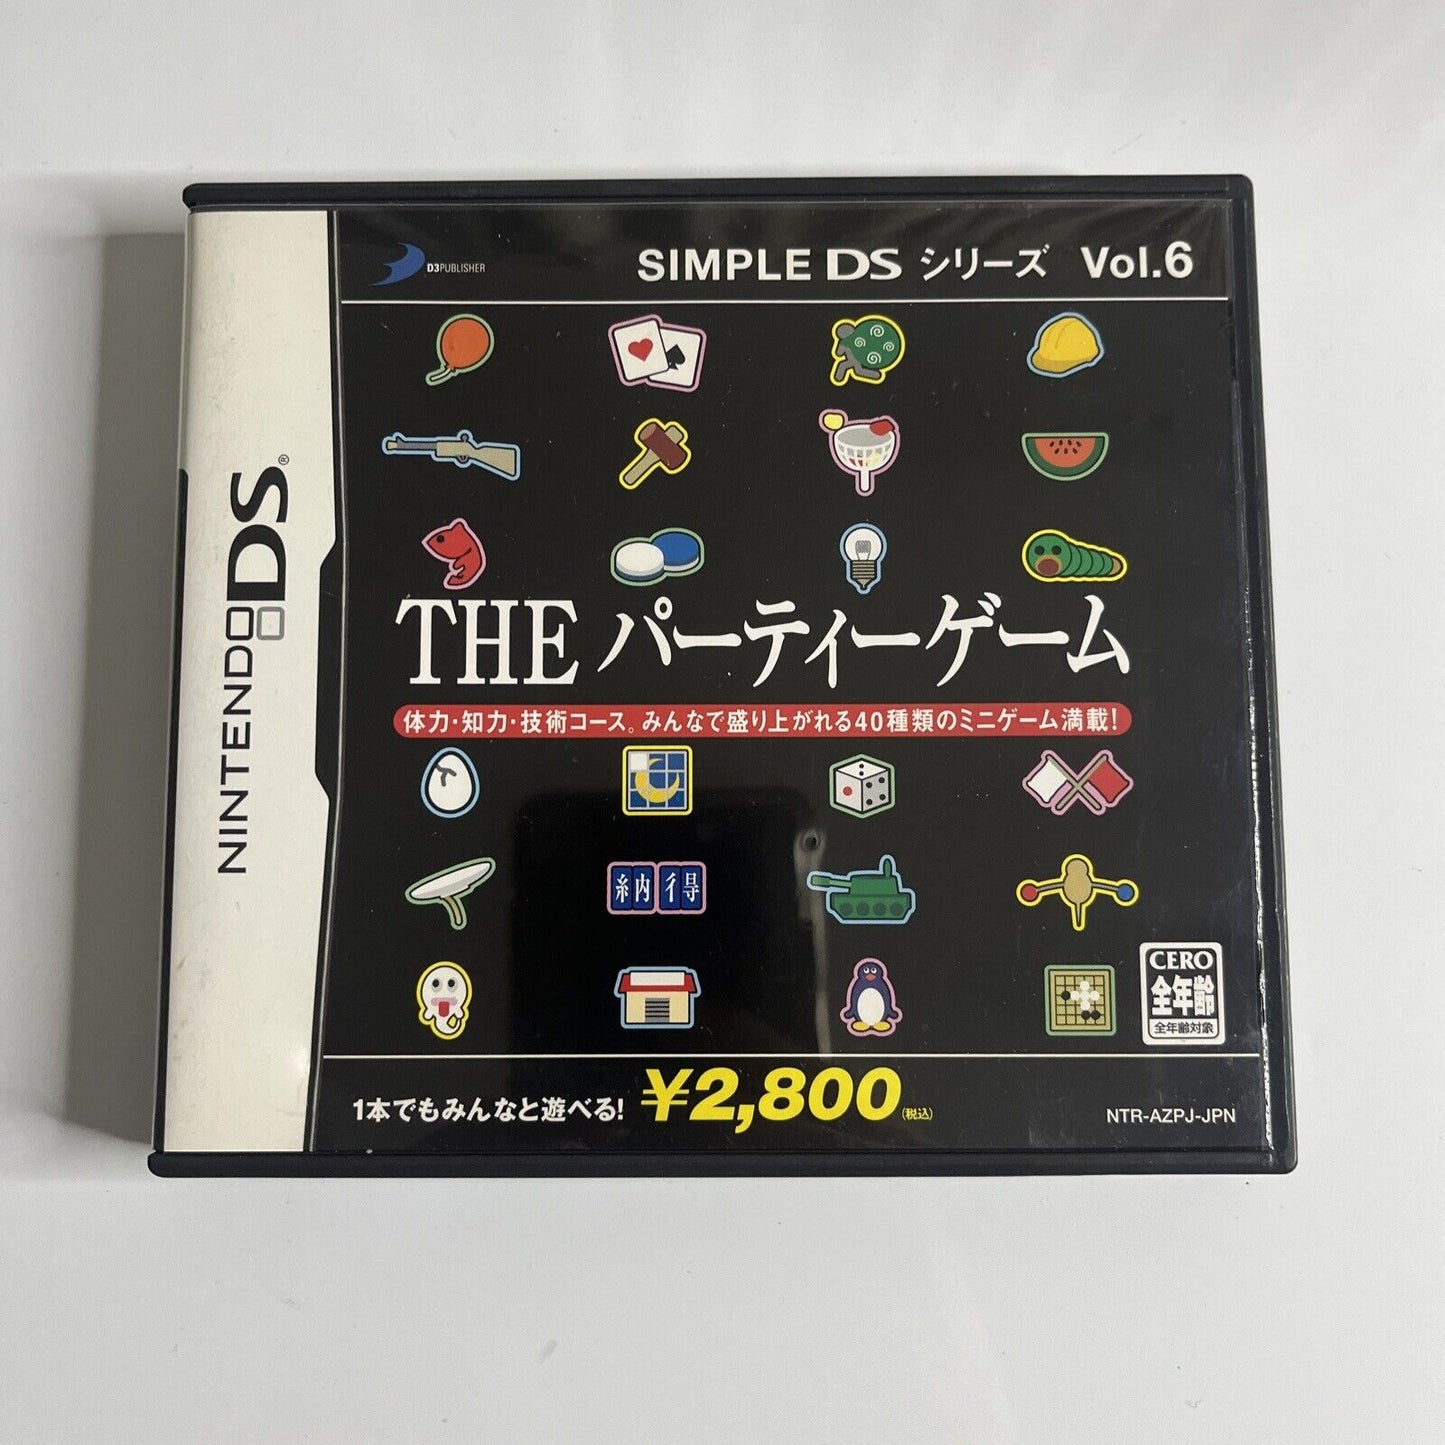 D3PUBLISHER
SIMPLE DS シリーズ Vol.6
NINTENDO DS®
THE パーティーゲーム
体力・知力・技術コース。みんなで盛り上がれる40種類のミニゲーム満載!
納得
CERO
全年齢
全年齢対象
1本でもみんなと遊べる! ¥2,800(税込)
NTR-AZPJ-JPN